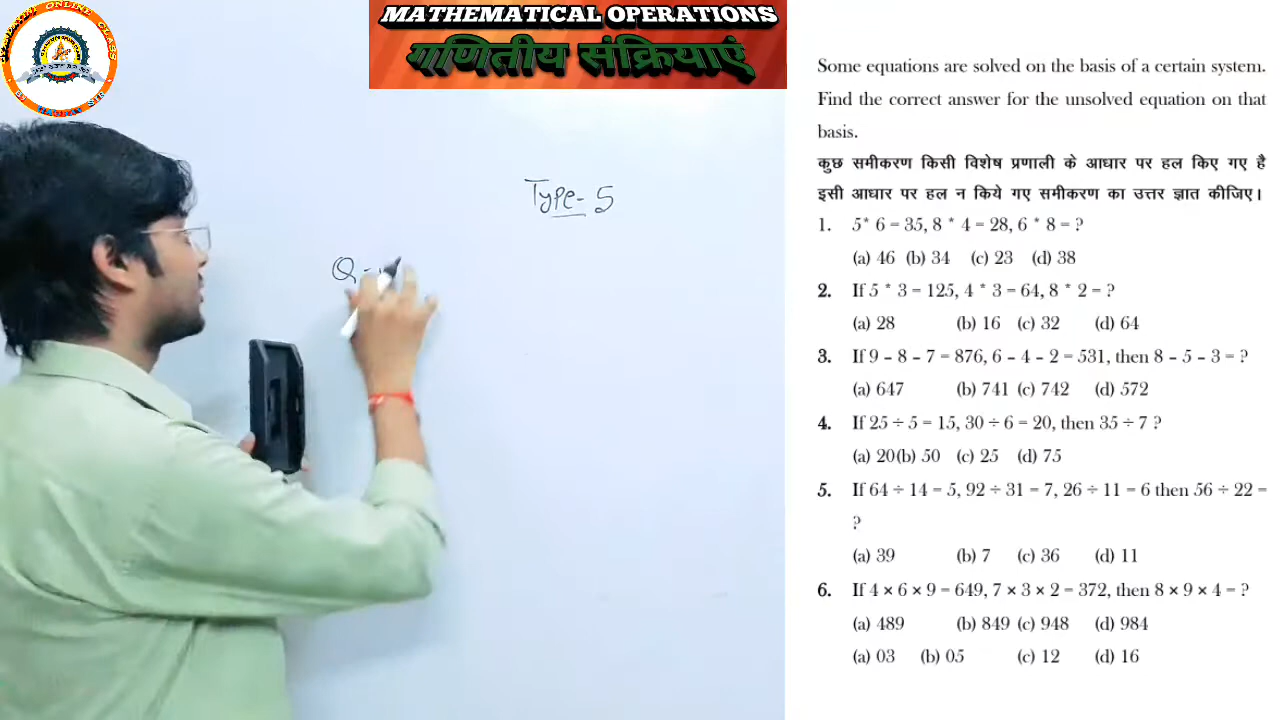 MATHEMATICAL OPERATIONS
गणितीय संक्रियाएं
ONLINE CLASS
Type- 5
Q-
Some equations are solved on the basis of a certain system.
Find the correct answer for the unsolved equation on that
basis.
कुछ समीकरण किसी विशेष प्रणाली के आधार पर हल किए गए है
इसी आधार पर हल न किये गए समीकरण का उत्तर ज्ञात कीजिए।
1. 5* 6 = 35, 8 * 4 = 28, 6 * 8 = ?
(a) 46 (b) 34 (c) 23 (d) 38
2. If 5 * 3 = 125, 4 * 3 = 64, 8 * 2 = ?
(a) 28 (b) 16 (c) 32 (d) 64
3. If 9 – 8 – 7 = 876, 6 – 4 – 2 = 531, then 8 – 5 – 3 = ?
(a) 647 (b) 741 (c) 742 (d) 572
4. If 25 ÷ 5 = 15, 30 ÷ 6 = 20, then 35 ÷ 7 ?
(a) 20(b) 50 (c) 25 (d) 75
5. If 64 ÷ 14 = 5, 92 ÷ 31 = 7, 26 ÷ 11 = 6 then 56 ÷ 22 =
?
(a) 39 (b) 7 (c) 36 (d) 11
6. If 4 × 6 × 9 = 649, 7 × 3 × 2 = 372, then 8 × 9 × 4 = ?
(a) 489 (b) 849 (c) 948 (d) 984
(a) 03 (b) 05 (c) 12 (d) 16